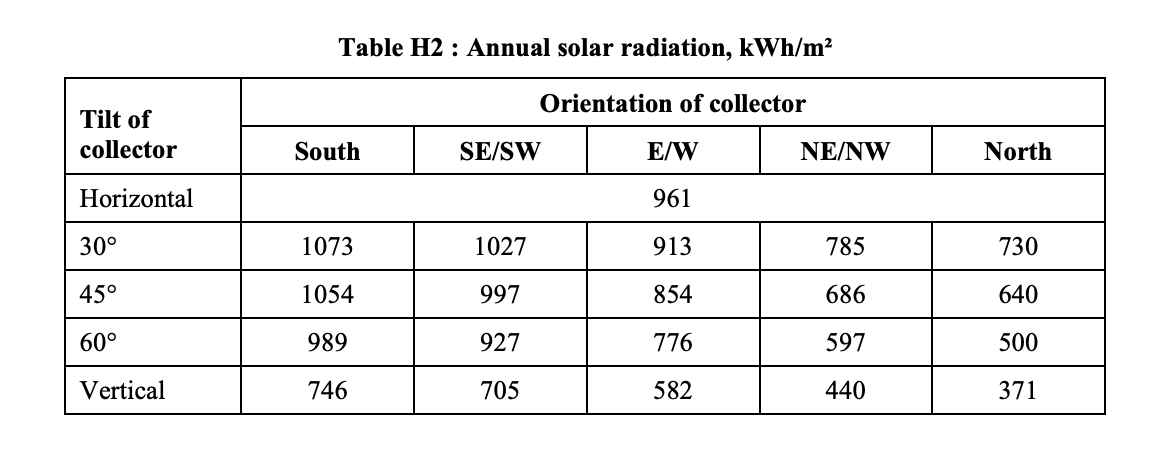 Table H2 : Annual solar radiation, kWh/m²
Tilt of collector Orientation of collector
South SE/SW E/W NE/NW North
Horizontal 961
30° 1073 1027 913 785 730
45° 1054 997 854 686 640
60° 989 927 776 597 500
Vertical 746 705 582 440 371